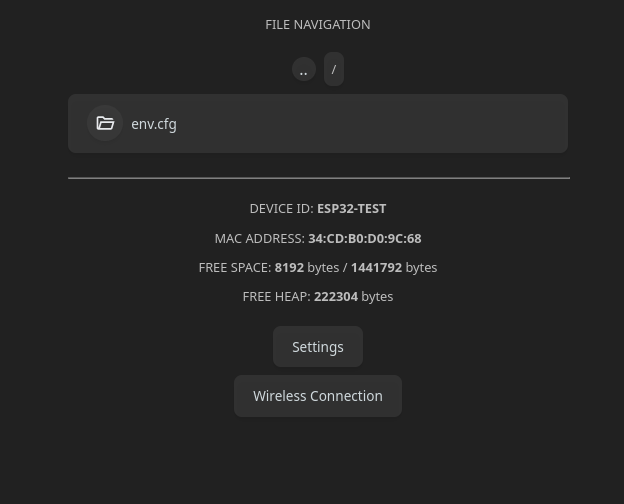 FILE NAVIGATION
.. /
env.cfg
DEVICE ID: ESP32-TEST
MAC ADDRESS: 34:CD:B0:D0:9C:68
FREE SPACE: 8192 bytes / 1441792 bytes
FREE HEAP: 222304 bytes
Settings
Wireless Connection